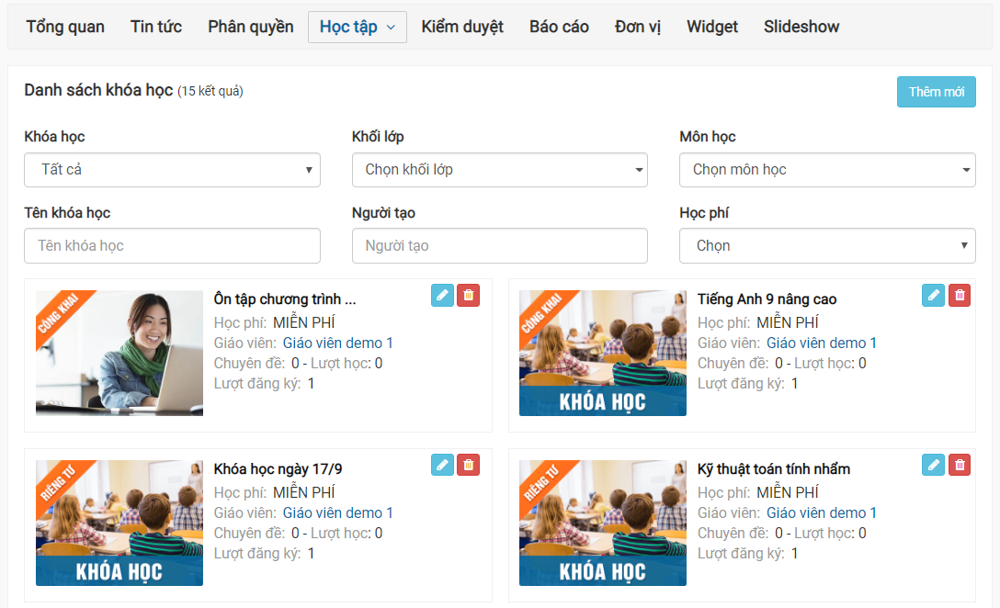 Tổng quan Tin tức Phân quyền Học tập Kiểm duyệt Báo cáo Đơn vị Widget Slideshow
Danh sách khóa học (15 kết quả) Thêm mới
Khóa học Khối lớp Môn học
Tất cả Chọn khối lớp Chọn môn học
Tên khóa học Người tạo Học phí
Tên khóa học Người tạo Chọn
CÔNG KHAI
Ôn tập chương trình ...
Học phí: MIỄN PHÍ
Giáo viên: Giáo viên demo 1
Chuyên đề: 0 - Lượt học: 0
Lượt đăng ký: 1
CÔNG KHAI
KHÓA HỌC
Tiếng Anh 9 nâng cao
Học phí: MIỄN PHÍ
Giáo viên: Giáo viên demo 1
Chuyên đề: 0 - Lượt học: 0
Lượt đăng ký: 1
RIÊNG TƯ
KHÓA HỌC
Khóa học ngày 17/9
Học phí: MIỄN PHÍ
Giáo viên: Giáo viên demo 1
Chuyên đề: 0 - Lượt học: 0
Lượt đăng ký: 1
RIÊNG TƯ
KHÓA HỌC
Kỹ thuật toán tính nhẩm
Học phí: MIỄN PHÍ
Giáo viên: Giáo viên demo 1
Chuyên đề: 0 - Lượt học: 0
Lượt đăng ký: 1